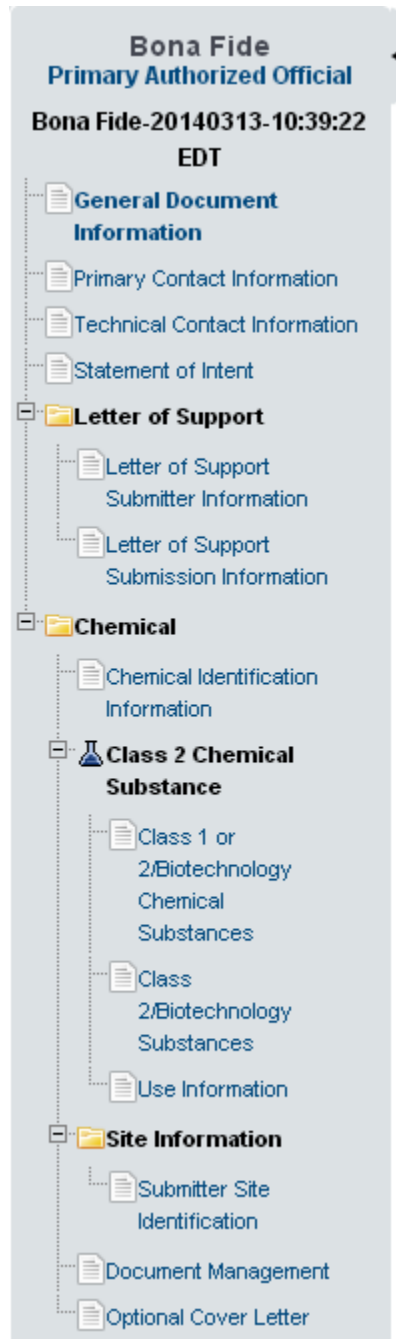 Bona Fide
Primary Authorized Official
Bona Fide-20140313-10:39:22
EDT
General Document
Information
Primary Contact Information
Technical Contact Information
Statement of Intent
Letter of Support
Letter of Support
Submitter Information
Letter of Support
Submission Information
Chemical
Chemical Identification
Information
Class 2 Chemical
Substance
Class 1 or
2/Biotechnology
Chemical
Substances
Class
2/Biotechnology
Substances
Use Information
Site Information
Submitter Site
Identification
Document Management
Optional Cover Letter